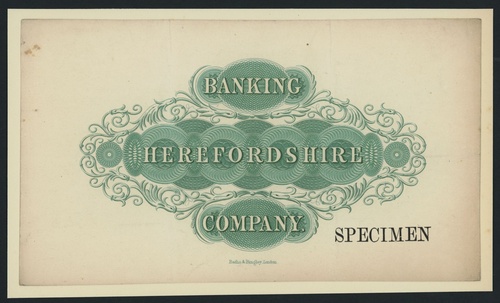 BANKING
HEREFORDSHIRE
COMPANY.
SPECIMEN